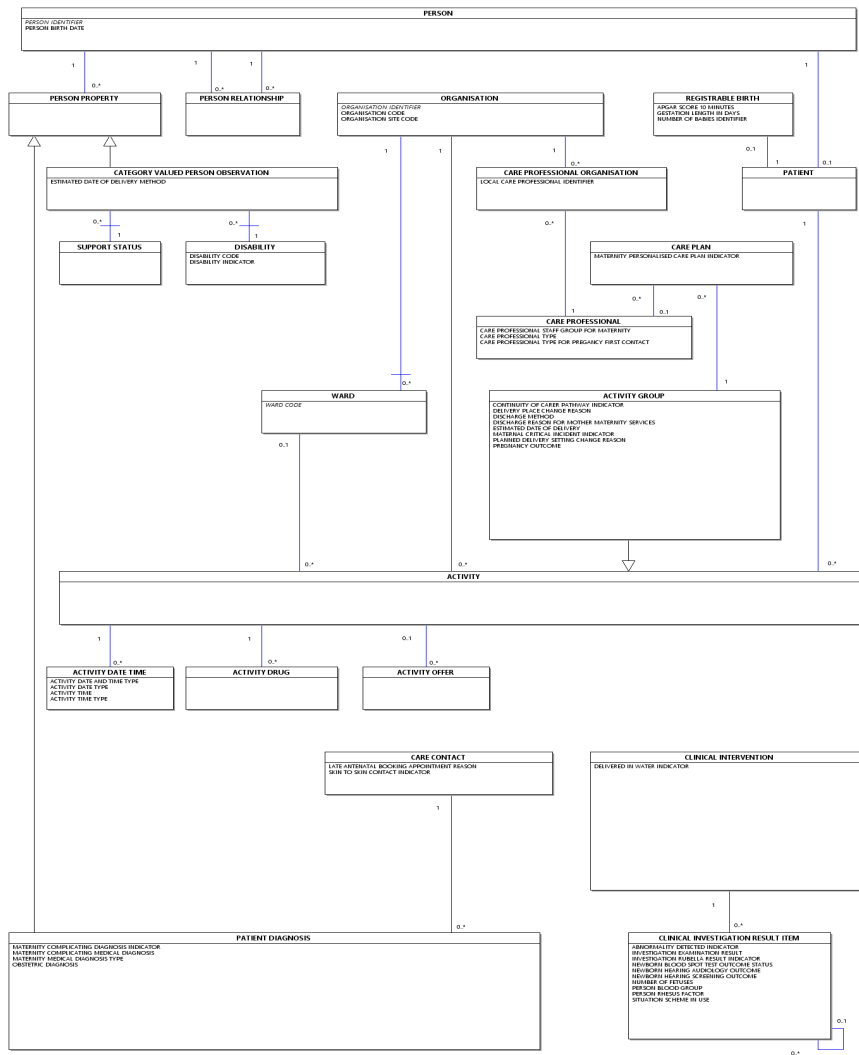 PERSON
PERSON IDENTIFIER
PERSON BIRTH DATE
1
1
1
1
0..*
0..*
0..*
PERSON PROPERTY
PERSON RELATIONSHIP
ORGANISATION
ORGANISATION IDENTIFIER
ORGANISATION CODE
ORGANISATION SITE CODE
REGISTRABLE BIRTH
APGAR SCORE 10 MINUTES
GESTATION LENGTH IN DAYS
NUMBER OF BABIES IDENTIFIER
1
1
1
0..1
0..*
1
0..1
CATEGORY VALUED PERSON OBSERVATION
ESTIMATED DATE OF DELIVERY METHOD
CARE PROFESSIONAL ORGANISATION
LOCAL CARE PROFESSIONAL IDENTIFIER
PATIENT
0..*
0..*
0..*
1
1
1
SUPPORT STATUS
DISABILITY
DISABILITY CODE
DISABILITY INDICATOR
CARE PLAN
MATERNITY PERSONALISED CARE PLAN INDICATOR
0..*
0..*
1
0..1
CARE PROFESSIONAL
CARE PROFESSIONAL STAFF GROUP FOR MATERNITY
CARE PROFESSIONAL TYPE
CARE PROFESSIONAL TYPE FOR PREGANCY FIRST CONTACT
0..*
1
WARD
WARD CODE
ACTIVITY GROUP
CONTINUITY OF CARER PATHWAY INDICATOR
DELIVERY PLACE CHANGE REASON
DISCHARGE METHOD
DISCHARGE REASON FOR MOTHER MATERNITY SERVICES
ESTIMATED DATE OF DELIVERY
MATERNAL CRITICAL INCIDENT INDICATOR
PLANNED DELIVERY SETTING CHANGE REASON
PREGNANCY OUTCOME
0..1
0..*
0..*
0..*
ACTIVITY
1
1
0..1
0..*
0..*
0..*
ACTIVITY DATE TIME
ACTIVITY DATE AND TIME TYPE
ACTIVITY DATE TYPE
ACTIVITY TIME
ACTIVITY TIME TYPE
ACTIVITY DRUG
ACTIVITY OFFER
CARE CONTACT
LATE ANTENATAL BOOKING APPOINTMENT REASON
SKIN TO SKIN CONTACT INDICATOR
CLINICAL INTERVENTION
DELIVERED IN WATER INDICATOR
1
1
0..*
0..*
PATIENT DIAGNOSIS
MATERNITY COMPLICATING DIAGNOSIS INDICATOR
MATERNITY COMPLICATING MEDICAL DIAGNOSIS
MATERNITY MEDICAL DIAGNOSIS TYPE
OBSTETRIC DIAGNOSIS
CLINICAL INVESTIGATION RESULT ITEM
ABNORMALITY DETECTED INDICATOR
INVESTIGATION EXAMINATION RESULT
INVESTIGATION RUBELLA RESULT INDICATOR
NEWBORN BLOOD SPOT TEST OUTCOME STATUS
NEWBORN HEARING AUDIOLOGY OUTCOME
NEWBORN HEARING SCREENING OUTCOME
NUMBER OF FETUSES
PERSON BLOOD GROUP
PERSON RHESUS FACTOR
SITUATION SCHEME IN USE
0..1
0..*